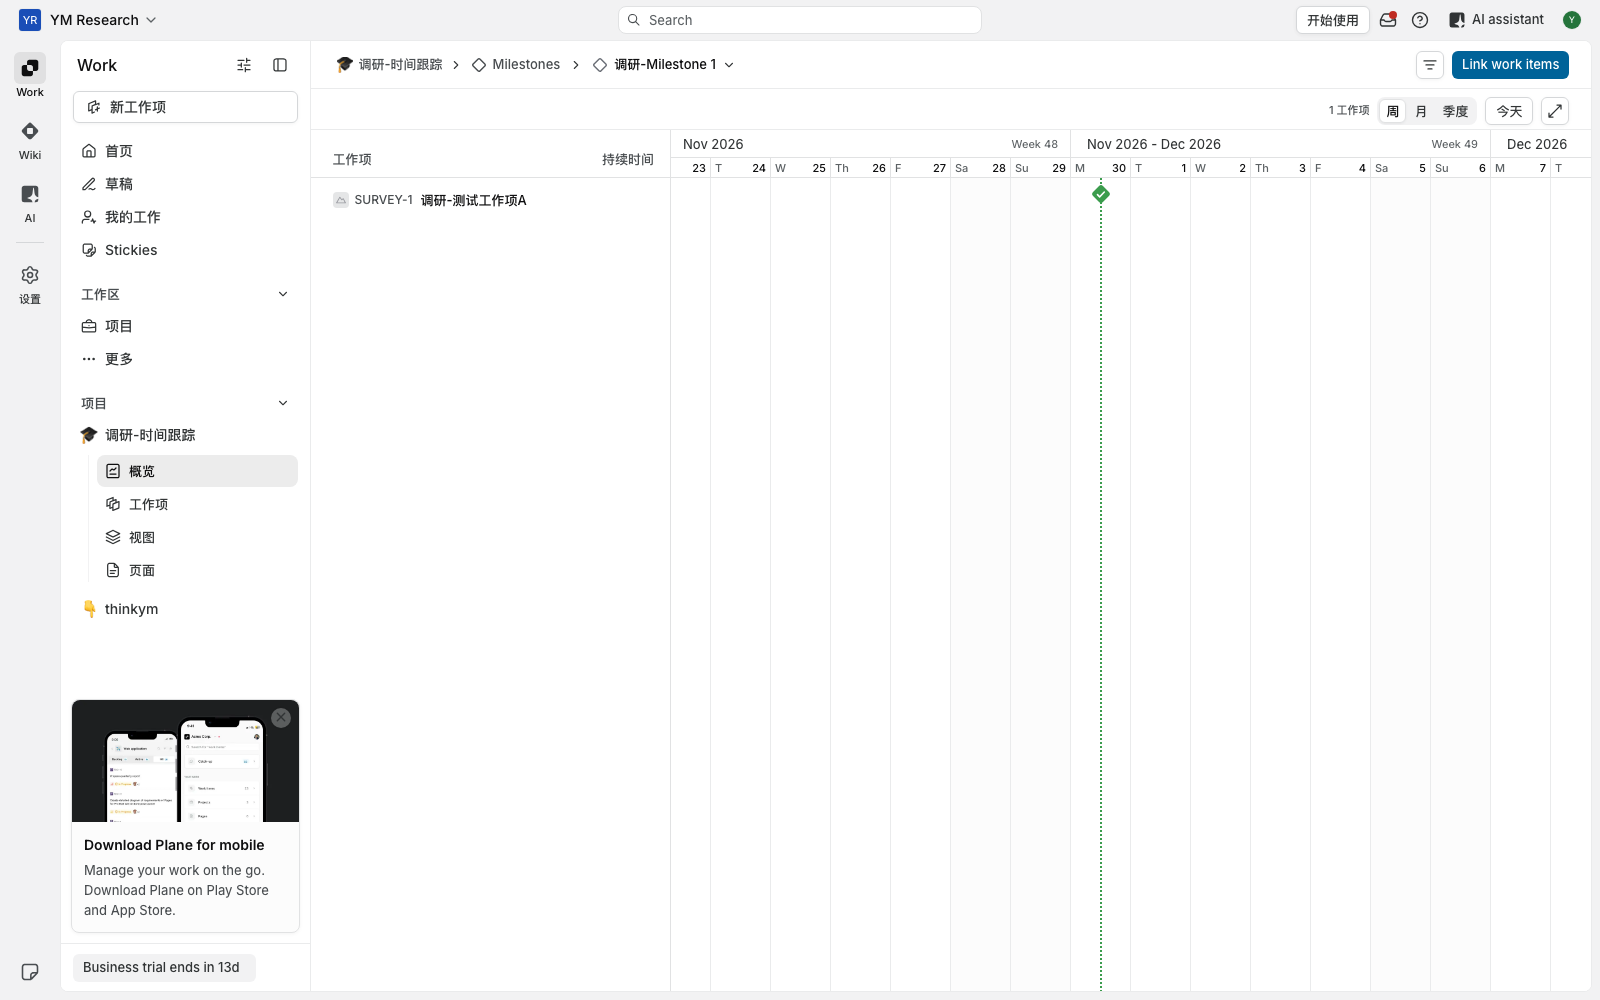 YR YM Research
Search
开始使用
AI assistant
Y
Work
Wiki
AI
设置
Work
新工作项
首页
草稿
我的工作
Stickies
工作区
项目
更多
项目
🎓 调研-时间跟踪
概览
工作项
视图
页面
👇 thinkym
Download Plane for mobile
Manage your work on the go.
Download Plane on Play Store
and App Store.
Business trial ends in 13d
🎓 调研-时间跟踪 > Milestones > 调研-Milestone 1
Link work items
1 工作项 周 月 季度 今天
工作项 持续时间
Nov 2026 Week 48 Nov 2026 - Dec 2026 Week 49 Dec 2026
23 T 24 W 25 Th 26 F 27 Sa 28 Su 29 M 30 T 1 W 2 Th 3 F 4 Sa 5 Su 6 M 7 T
SURVEY-1 调研-测试工作项A